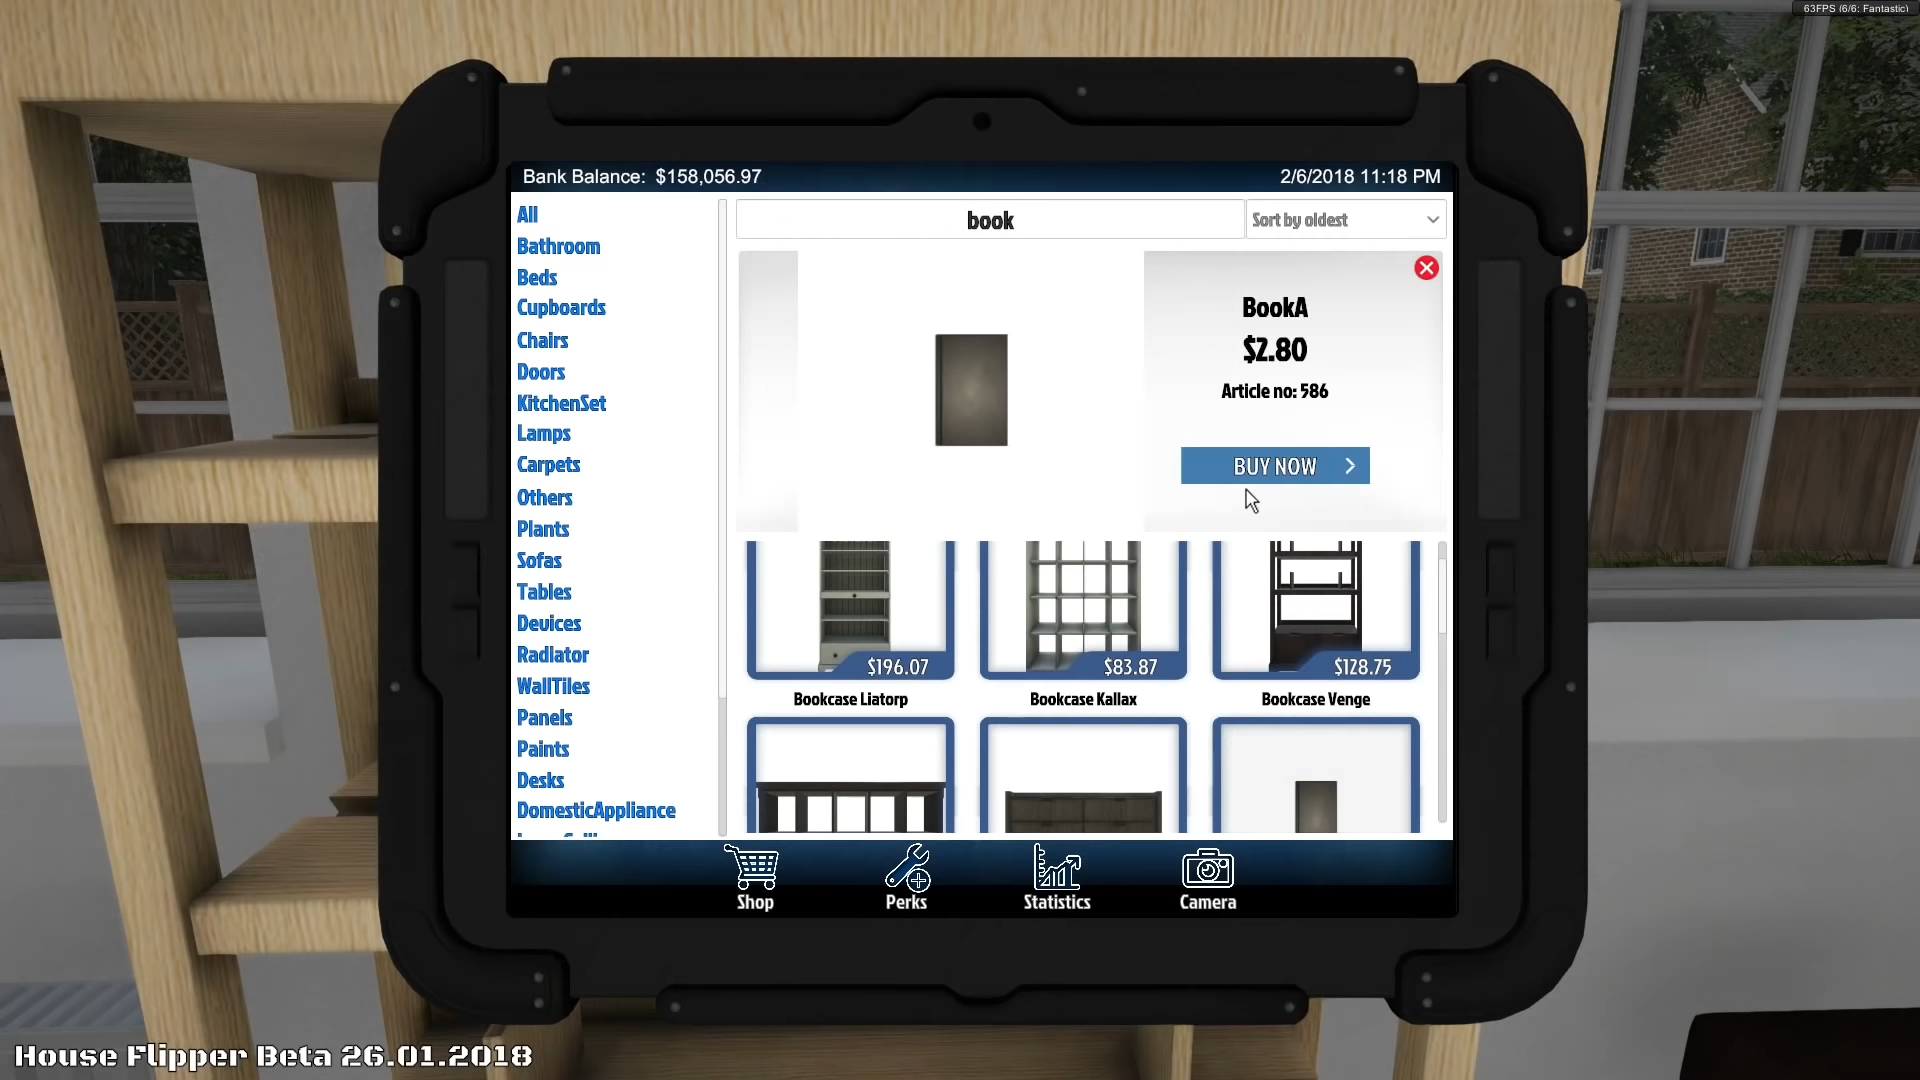 63FPS (6/6: Fantastic)
Bank Balance: $158,056.97
2/6/2018 11:18 PM
All
Bathroom
Beds
Cupboards
Chairs
Doors
KitchenSet
Lamps
Carpets
Others
Plants
Sofas
Tables
Devices
Radiator
WallTiles
Panels
Paints
Desks
DomesticAppliance
book
Sort by oldest
BookA
$2.80
Article no: 586
BUY NOW
$196.07
$83.87
$128.75
Bookcase Liatorp
Bookcase Kallax
Bookcase Venge
Shop
Perks
Statistics
Camera
House Flipper Beta 26.01.2018